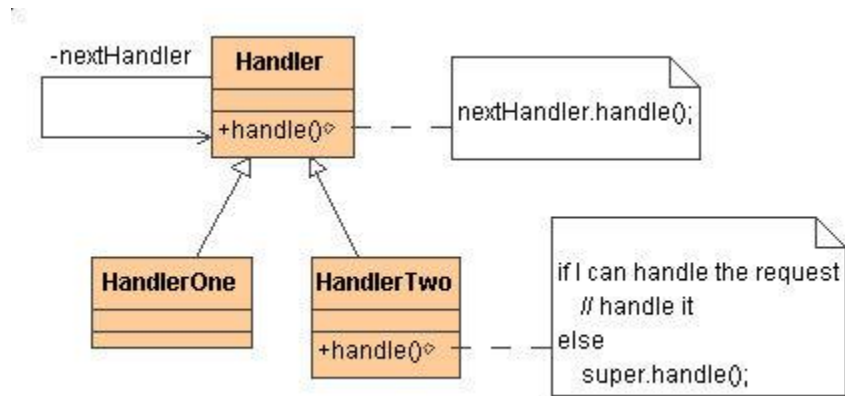 -nextHandler
Handler
+handle()
nextHandler.handle();
HandlerOne
HandlerTwo
+handle()
if I can handle the request
// handle it
else
super.handle();